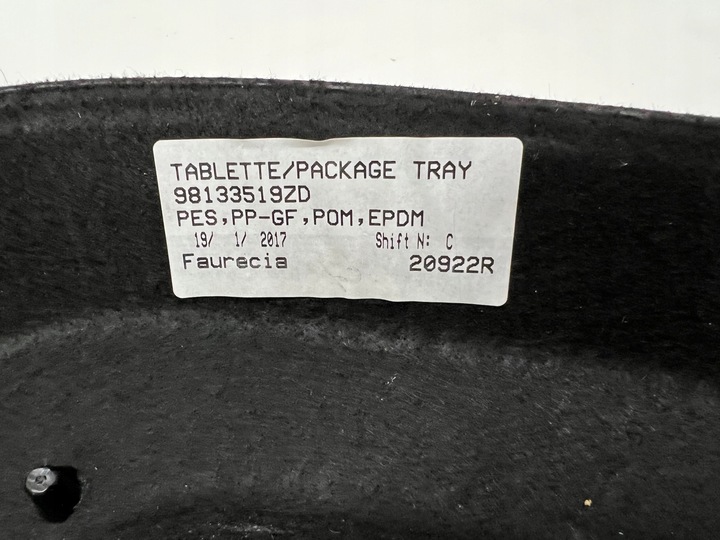 TABLETTE/PACKAGE TRAY
98133519ZD
PES,PP-GF,POM,EPDM
19/ 1/ 2017 Shift N: C
Faurecia 20922R